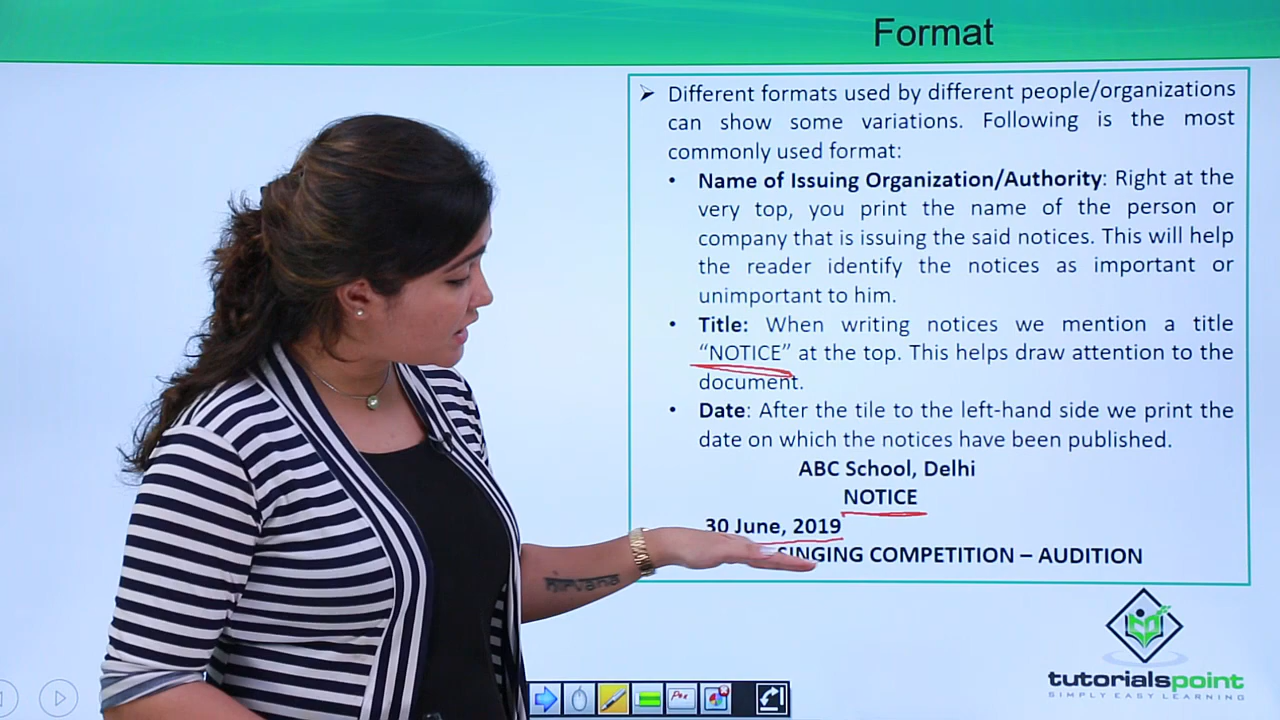 Format
➢ Different formats used by different people/organizations
can show some variations. Following is the most
commonly used format:
• Name of Issuing Organization/Authority: Right at the
very top, you print the name of the person or
company that is issuing the said notices. This will help
the reader identify the notices as important or
unimportant to him.
• Title: When writing notices we mention a title
“NOTICE” at the top. This helps draw attention to the
document.
• Date: After the tile to the left-hand side we print the
date on which the notices have been published.
ABC School, Delhi
NOTICE
30 June, 2019
SINGING COMPETITION – AUDITION
nirvana
tutorialspoint
SIMPLY EASY LEARNING